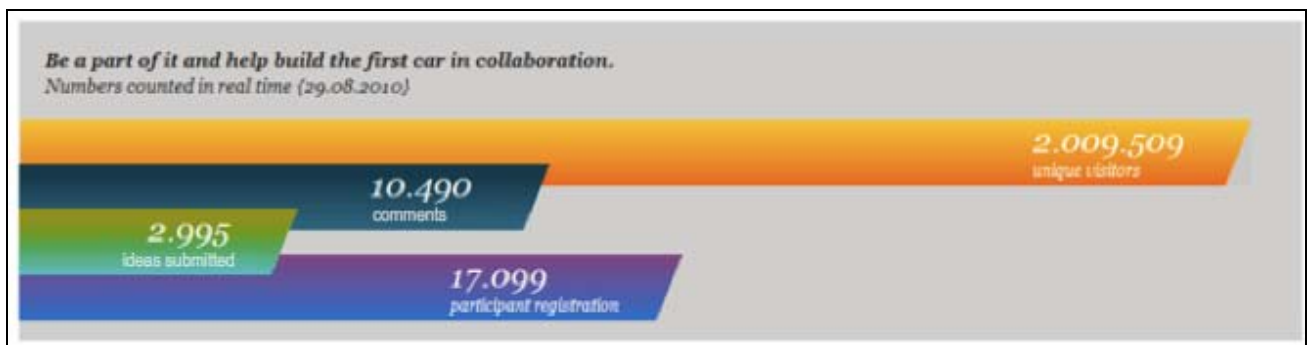 Be a part of it and help build the first car in collaboration.
Numbers counted in real time (29.08.2010)
2.009.509
unique visitors
10.490
comments
2.995
ideas submitted
17.099
participant registration